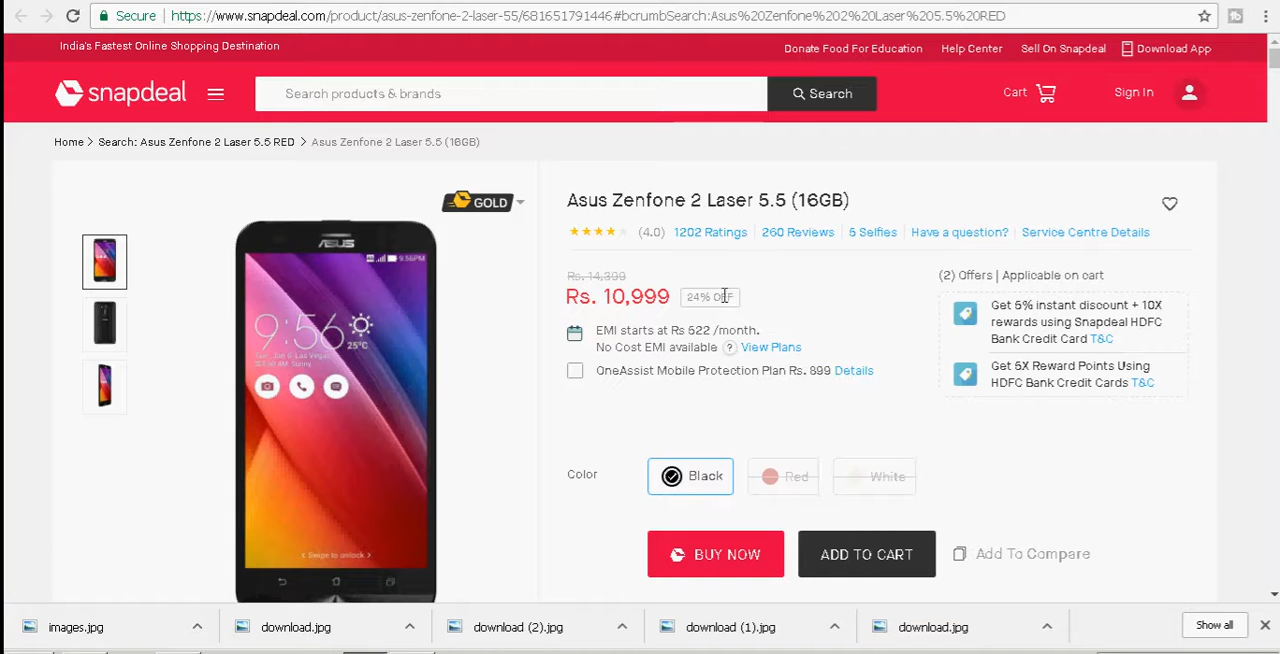 Secure https://www.snapdeal.com/product/asus-zenfone-2-laser-55/681651791446#bcrumbSearch:Asus%20Zenfone%202%20Laser%205.5%20RED
India's Fastest Online Shopping Destination
Donate Food For Education Help Center Sell On Snapdeal Download App
snapdeal Search products & brands Search Cart Sign In
Home > Search: Asus Zenfone 2 Laser 5.5 RED > Asus Zenfone 2 Laser 5.5 (16GB)
GOLD
ASUS
9:56PM
9:56
25°C
Swipe to unlock
Asus Zenfone 2 Laser 5.5 (16GB)
(4.0) 1202 Ratings 260 Reviews 5 Selfies Have a question? Service Centre Details
Rs. 14,399
Rs. 10,999 24% OFF
EMI starts at Rs 522 /month.
No Cost EMI available ? View Plans
OneAssist Mobile Protection Plan Rs. 899 Details
(2) Offers | Applicable on cart
Get 5% instant discount + 10X
rewards using Snapdeal HDFC
Bank Credit Card T&C
Get 5X Reward Points Using
HDFC Bank Credit Cards T&C
Color Black Red White
BUY NOW ADD TO CART Add To Compare
images.jpg download.jpg download (2).jpg download (1).jpg download.jpg Show all